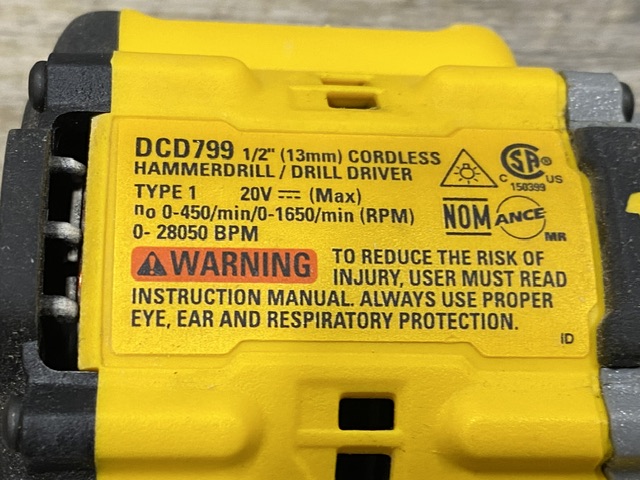 DCD799 1/2" (13mm) CORDLESS
HAMMERDRILL / DRILL DRIVER
TYPE 1 20V ⎓ (Max)
no 0-450/min/0-1650/min (RPM)
0- 28050 BPM
CSA®
C US
150399
NOM ANCE
MR
WARNING TO REDUCE THE RISK OF
INJURY, USER MUST READ
INSTRUCTION MANUAL. ALWAYS USE PROPER
EYE, EAR AND RESPIRATORY PROTECTION.
ID